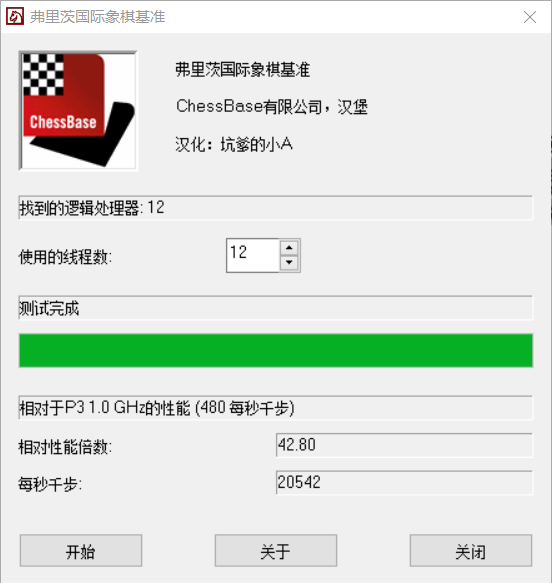 弗里茨国际象棋基准
弗里茨国际象棋基准
ChessBase有限公司，汉堡
ChessBase
汉化：坑爹的小A
找到的逻辑处理器: 12
使用的线程数: 12
测试完成
相对于P3 1.0 GHz的性能 (480 每秒千步)
相对性能倍数: 42.80
每秒千步: 20542
开始 关于 关闭